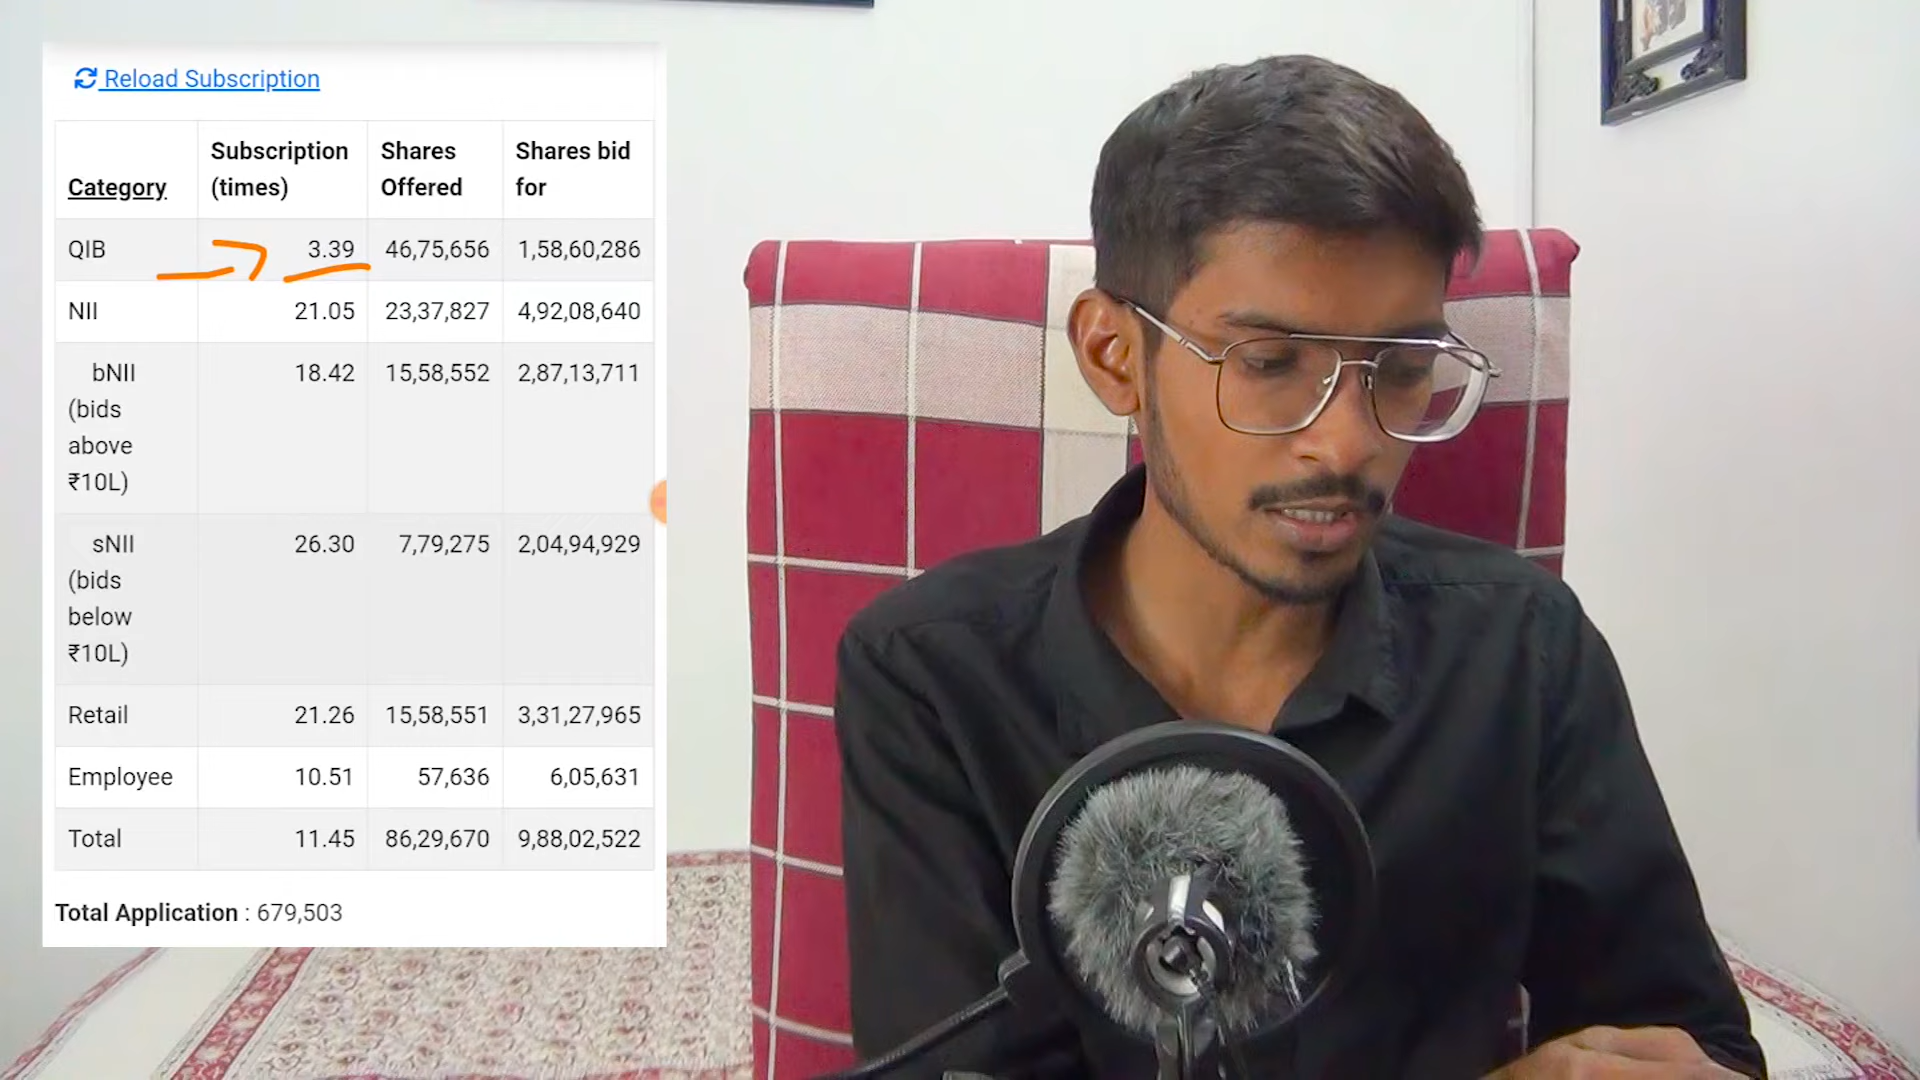 Reload Subscription
Category Subscription (times) Shares Offered Shares bid for
QIB 3.39 46,75,656 1,58,60,286
NII 21.05 23,37,827 4,92,08,640
bNII (bids above ₹10L) 18.42 15,58,552 2,87,13,711
sNII (bids below ₹10L) 26.30 7,79,275 2,04,94,929
Retail 21.26 15,58,551 3,31,27,965
Employee 10.51 57,636 6,05,631
Total 11.45 86,29,670 9,88,02,522
Total Application : 679,503